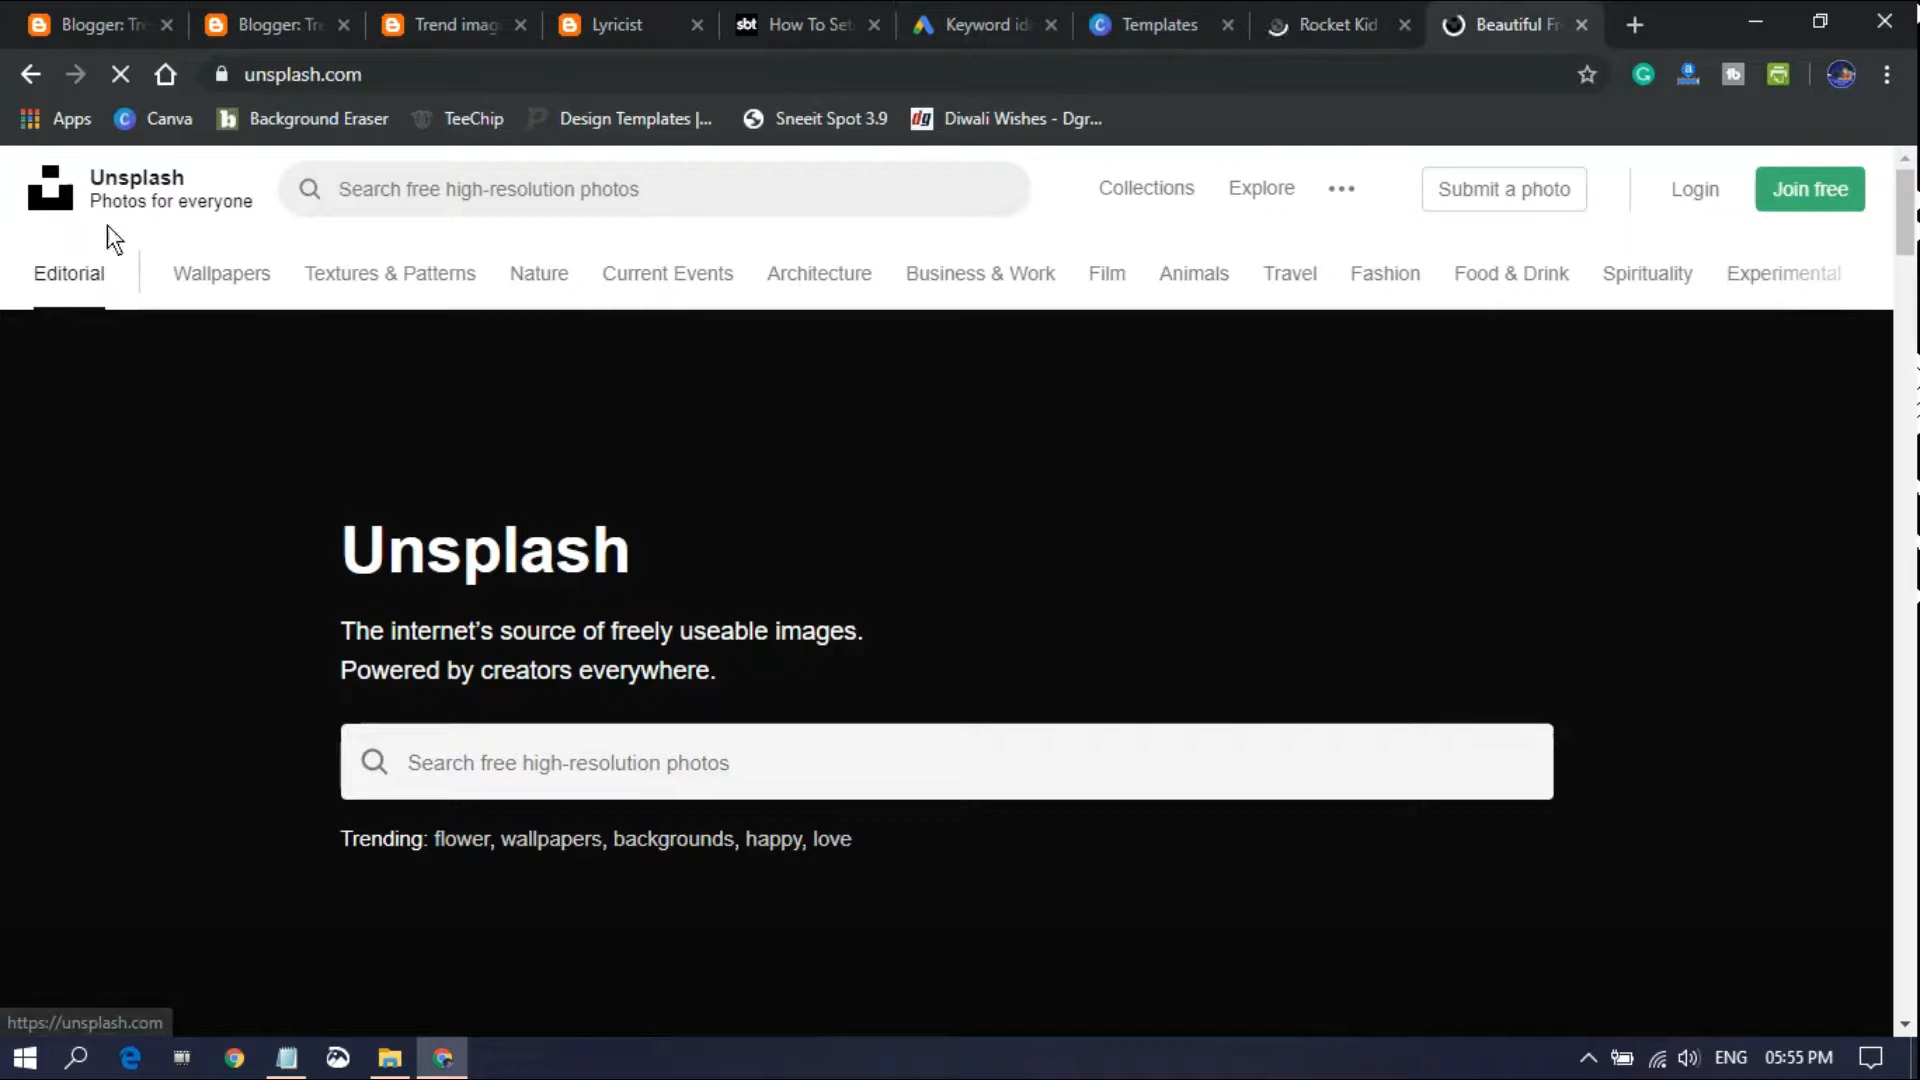 Blogger: Tr
Blogger: Tr
Trend imag
Lyricist
sbt How To Set
Keyword id
Templates
Rocket Kid
Beautiful Fr
unsplash.com
Apps
Canva
Background Eraser
TeeChip
Design Templates |...
Sneeit Spot 3.9
dg Diwali Wishes - Dgr...
Unsplash
Photos for everyone
Search free high-resolution photos
Collections
Explore
Submit a photo
Login
Join free
Editorial
Wallpapers
Textures & Patterns
Nature
Current Events
Architecture
Business & Work
Film
Animals
Travel
Fashion
Food & Drink
Spirituality
Experimental
Unsplash
The internet's source of freely useable images.
Powered by creators everywhere.
Search free high-resolution photos
Trending: flower, wallpapers, backgrounds, happy, love
https://unsplash.com
ENG
05:55 PM